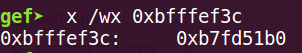 gef➤  x /wx 0xbfffef3c
0xbfffef3c:     0xb7fd51b0